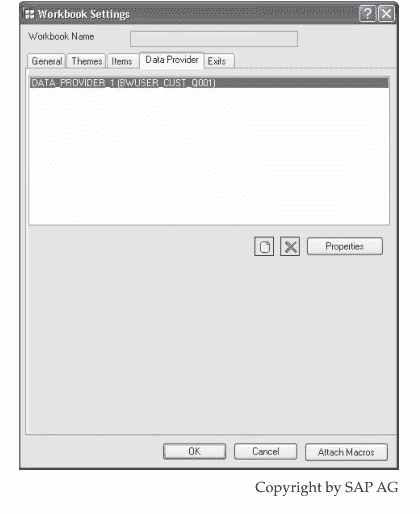 Workbook Settings
Workbook Name
General Themes Items Data Provider Exits
DATA_PROVIDER_1 (BWUSER_CUST_Q001)
Properties
OK Cancel Attach Macros
Copyright by SAP AG